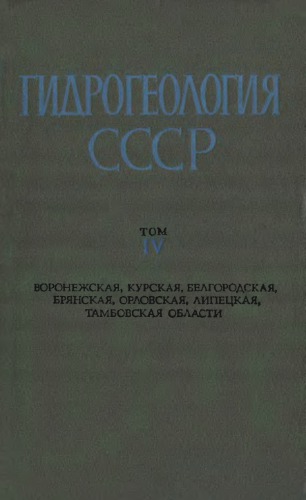 ГИДРОГЕОЛОГИЯ
СССР
ТОМ
IV
ВОРОНЕЖСКАЯ, КУРСКАЯ, БЕЛГОРОДСКАЯ,
БРЯНСКАЯ, ОРЛОВСКАЯ, ЛИПЕЦКАЯ,
ТАМБОВСКАЯ ОБЛАСТИ